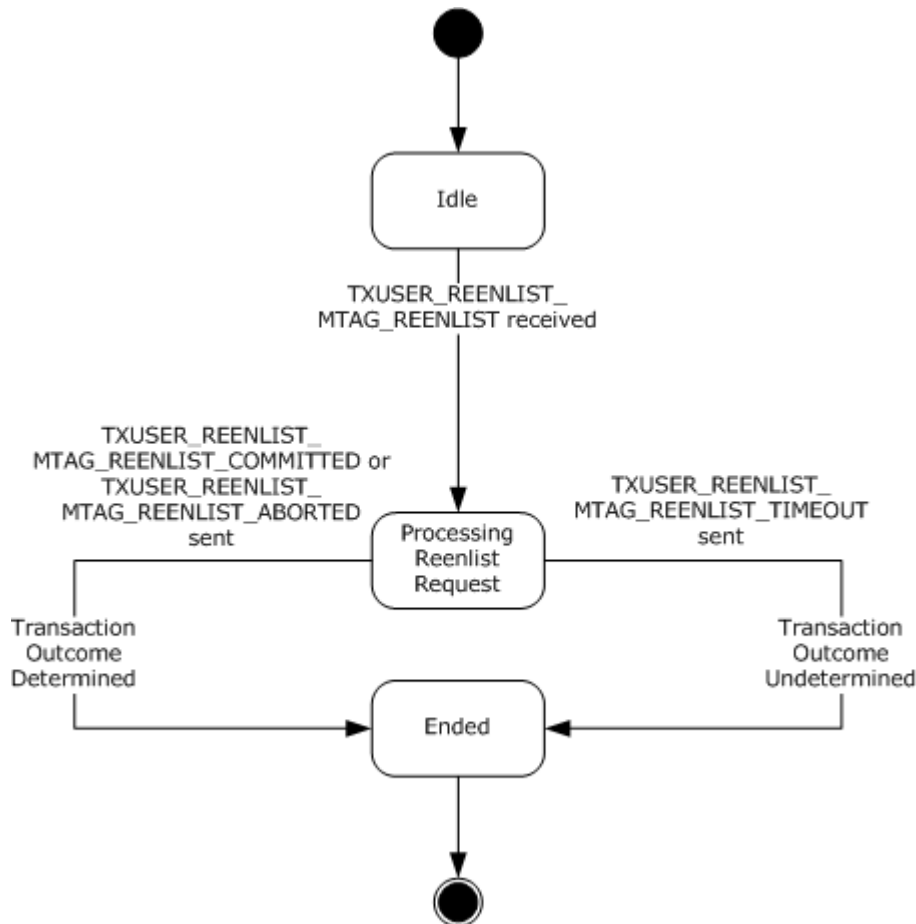 Idle
TXUSER_REENLIST_
MTAG_REENLIST received
TXUSER_REENLIST_
MTAG_REENLIST_COMMITTED or
TXUSER_REENLIST_
MTAG_REENLIST_ABORTED
sent
TXUSER_REENLIST_
MTAG_REENLIST_TIMEOUT
sent
Processing
Reenlist
Request
Transaction
Outcome
Determined
Transaction
Outcome
Undetermined
Ended